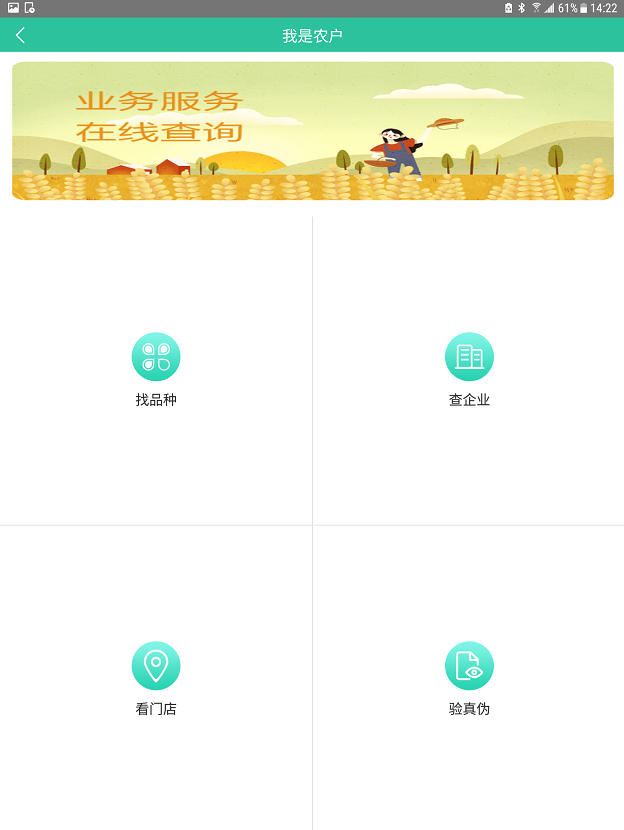 61% 14:22
我是农户
业务服务
在线查询
找品种
查企业
看门店
验真伪